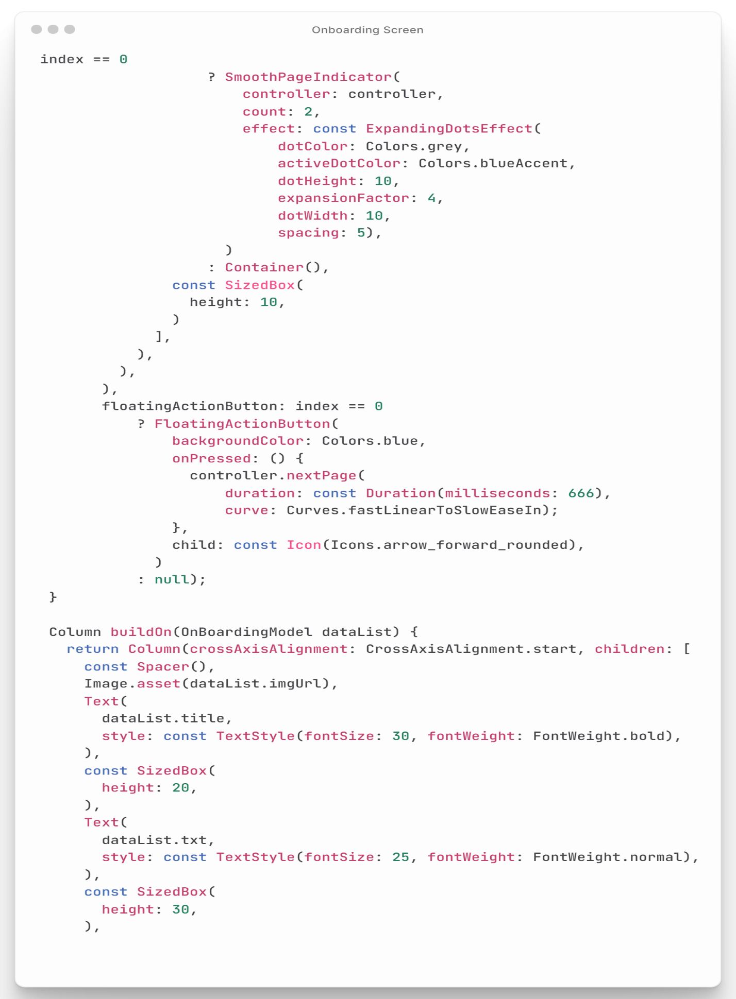 Onboarding Screen
index == 0
                   ? SmoothPageIndicator(
                       controller: controller,
                       count: 2,
                       effect: const ExpandingDotsEffect(
                           dotColor: Colors.grey,
                           activeDotColor: Colors.blueAccent,
                           dotHeight: 10,
                           expansionFactor: 4,
                           dotWidth: 10,
                           spacing: 5),
                     )
                   : Container(),
               const SizedBox(
                 height: 10,
               )
             ],
           ),
         ),
       ),
       floatingActionButton: index == 0
           ? FloatingActionButton(
               backgroundColor: Colors.blue,
               onPressed: () {
                 controller.nextPage(
                     duration: const Duration(milliseconds: 666),
                     curve: Curves.fastLinearToSlowEaseIn);
               },
               child: const Icon(Icons.arrow_forward_rounded),
             )
           : null);
 }

 Column buildOn(OnBoardingModel dataList) {
   return Column(crossAxisAlignment: CrossAxisAlignment.start, children: [
     const Spacer(),
     Image.asset(dataList.imgUrl),
     Text(
       dataList.title,
       style: const TextStyle(fontSize: 30, fontWeight: FontWeight.bold),
     ),
     const SizedBox(
       height: 20,
     ),
     Text(
       dataList.txt,
       style: const TextStyle(fontSize: 25, fontWeight: FontWeight.normal),
     ),
     const SizedBox(
       height: 30,
     ),